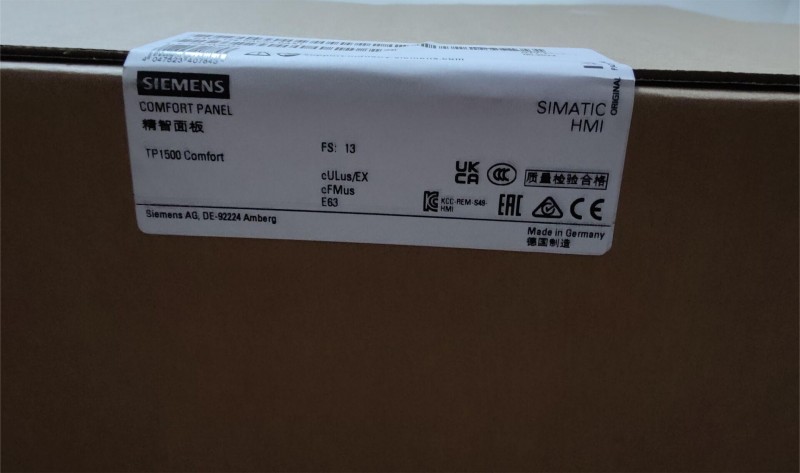 SIEMENS
COMFORT PANEL
精智面板
SIMATIC
HMI
ORIGINAL
TP1500 Comfort
FS: 13
cULus/EX
cFMus
E63
UK
CA
CCC
质量检验合格
KCC-REM-S49-
HMI
EAC
CE
Siemens AG, DE-92224 Amberg
Made in Germany
德国制造